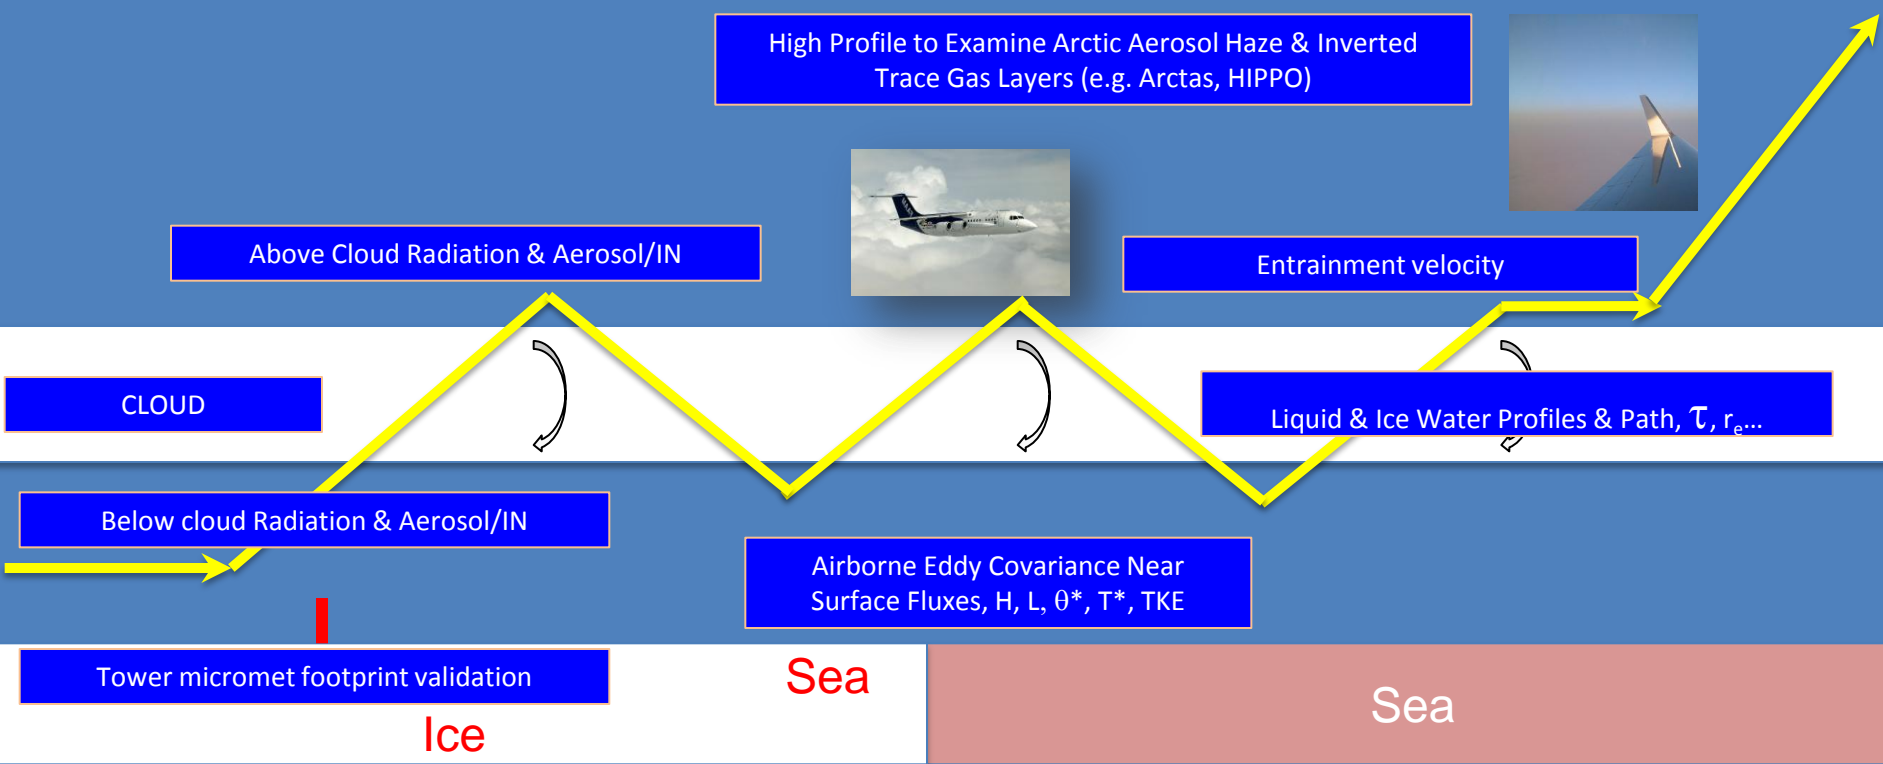 High Profile to Examine Arctic Aerosol Haze & Inverted
Trace Gas Layers (e.g. Arctas, HIPPO)
Above Cloud Radiation & Aerosol/IN
Entrainment velocity
CLOUD
Liquid & Ice Water Profiles & Path, τ, rₑ...
Below cloud Radiation & Aerosol/IN
Airborne Eddy Covariance Near
Surface Fluxes, H, L, θ*, T*, TKE
Tower micromet footprint validation
Sea
Ice
Sea